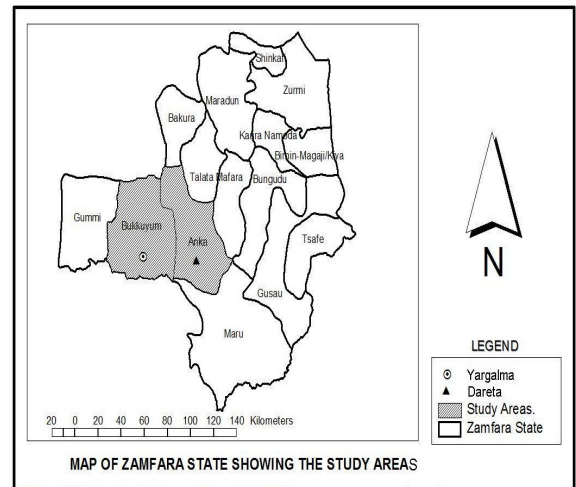 Shinkafi
Zurmi
Maradun
Bakura
Kaura Namoda
Birnin-Magaji/Kiya
Talata Mafara
Bungudu
Gummi
Bukkuyum
Anka
Tsafe
Gusau
Maru
N
LEGEND
Yargalma
Dareta
Study Areas.
Zamfara State
20 0 20 40 60 80 100 120 140 Kilometers
MAP OF ZAMFARA STATE SHOWING THE STUDY AREAS